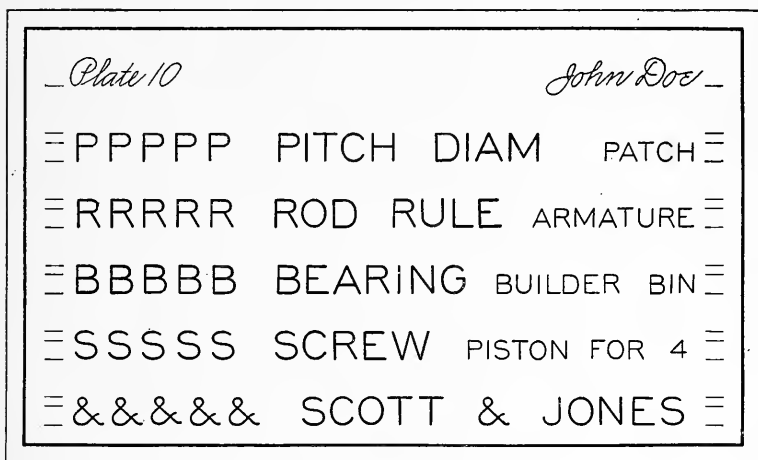 Plate 10 John Doe
PPPPP PITCH DIAM PATCH
RRRRR ROD RULE ARMATURE
BBBBB BEARING BUILDER BIN
SSSSS SCREW PISTON FOR 4
&&&&& SCOTT & JONES